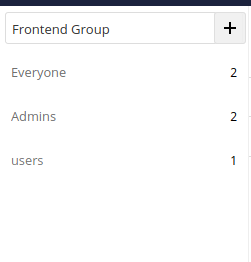 Frontend Group +
Everyone 2
Admins 2
users 1